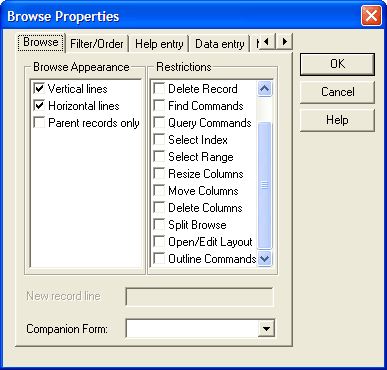 Browse Properties
Browse
Filter/Order
Help entry
Data entry
OK
Cancel
Help
Browse Appearance
Vertical lines
Horizontal lines
Parent records only
Restrictions
Delete Record
Find Commands
Query Commands
Select Index
Select Range
Resize Columns
Move Columns
Delete Columns
Split Browse
Open/Edit Layout
Outline Commands
New record line
Companion Form: